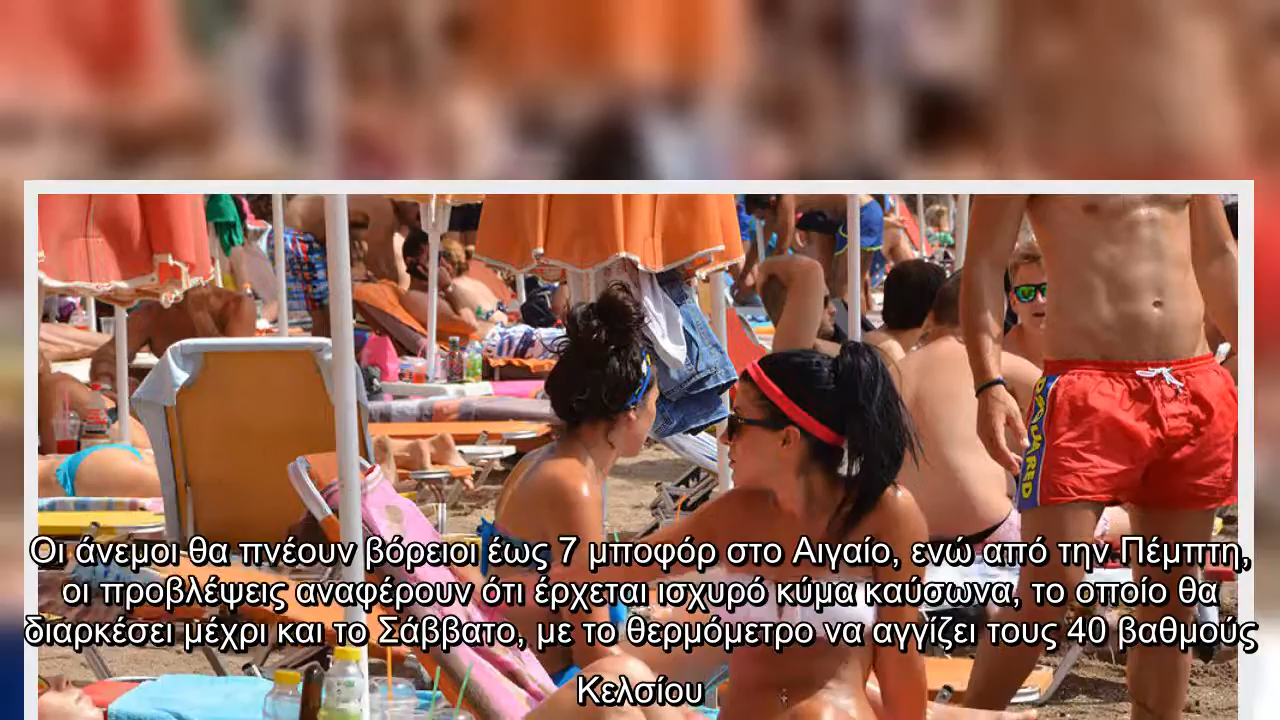 Οι άνεμοι θα πνέουν βόρειοι έως 7 μποφόρ στο Αιγαίο, ενώ από την Πέμπτη,
οι προβλέψεις αναφέρουν ότι έρχεται ισχυρό κύμα καύσωνα, το οποίο θα
διαρκέσει μέχρι και το Σάββατο, με το θερμόμετρο να αγγίζει τους 40 βαθμούς
Κελσίου